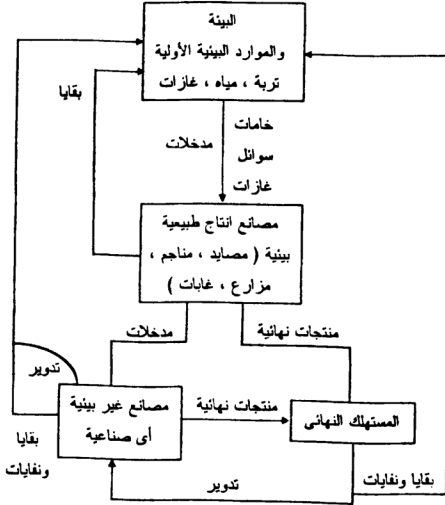 البيئة
والموارد البيئية الأولية
تربة ، مياه ، غازات
بقايا
خامات
مدخلات
سوائل
غازات
مصانع انتاج طبيعية
بيئية ( مصايد ، مناجم ،
مزارع ، غابات )
مدخلات
منتجات نهائية
تدوير
مصانع غير بيئية
أى صناعية
منتجات نهائية
المستهلك النهائى
بقايا
ونفايات
تدوير
بقايا ونفايات